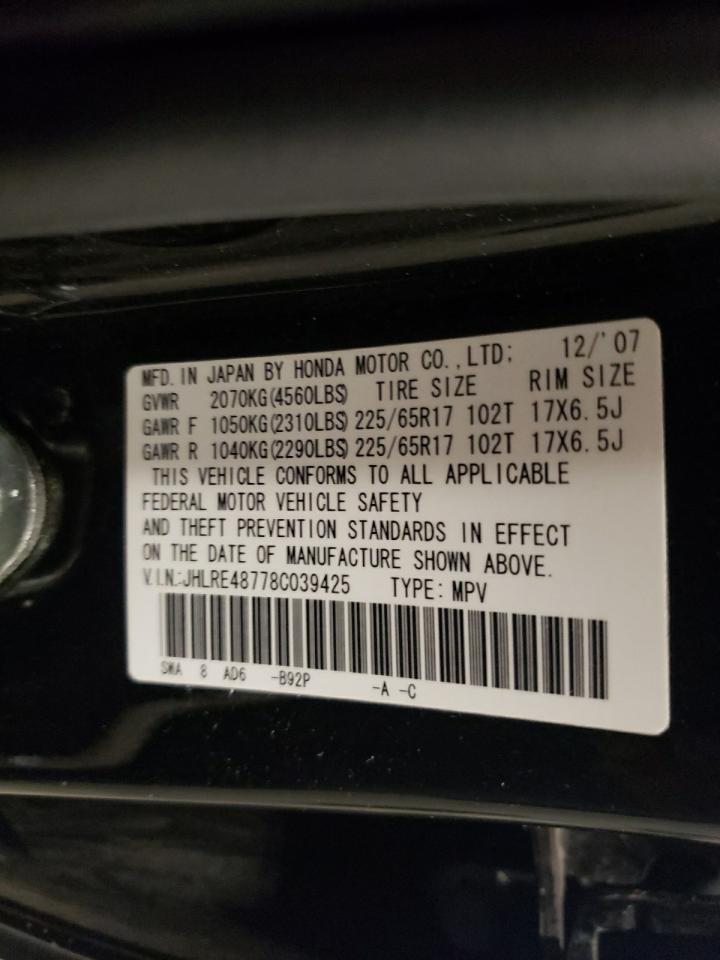 MFD. IN JAPAN BY HONDA MOTOR CO.,LTD; 12/'07
GVWR 2070KG(4560LBS) TIRE SIZE RIM SIZE
GAWR F 1050KG(2310LBS) 225/65R17 102T 17X6.5J
GAWR R 1040KG(2290LBS) 225/65R17 102T 17X6.5J
THIS VEHICLE CONFORMS TO ALL APPLICABLE
FEDERAL MOTOR VEHICLE SAFETY
AND THEFT PREVENTION STANDARDS IN EFFECT
ON THE DATE OF MANUFACTURE SHOWN ABOVE.
V.I.N.:JHLRE48778C039425 TYPE: MPV
SWA 8 AD6 -B92P -A -C